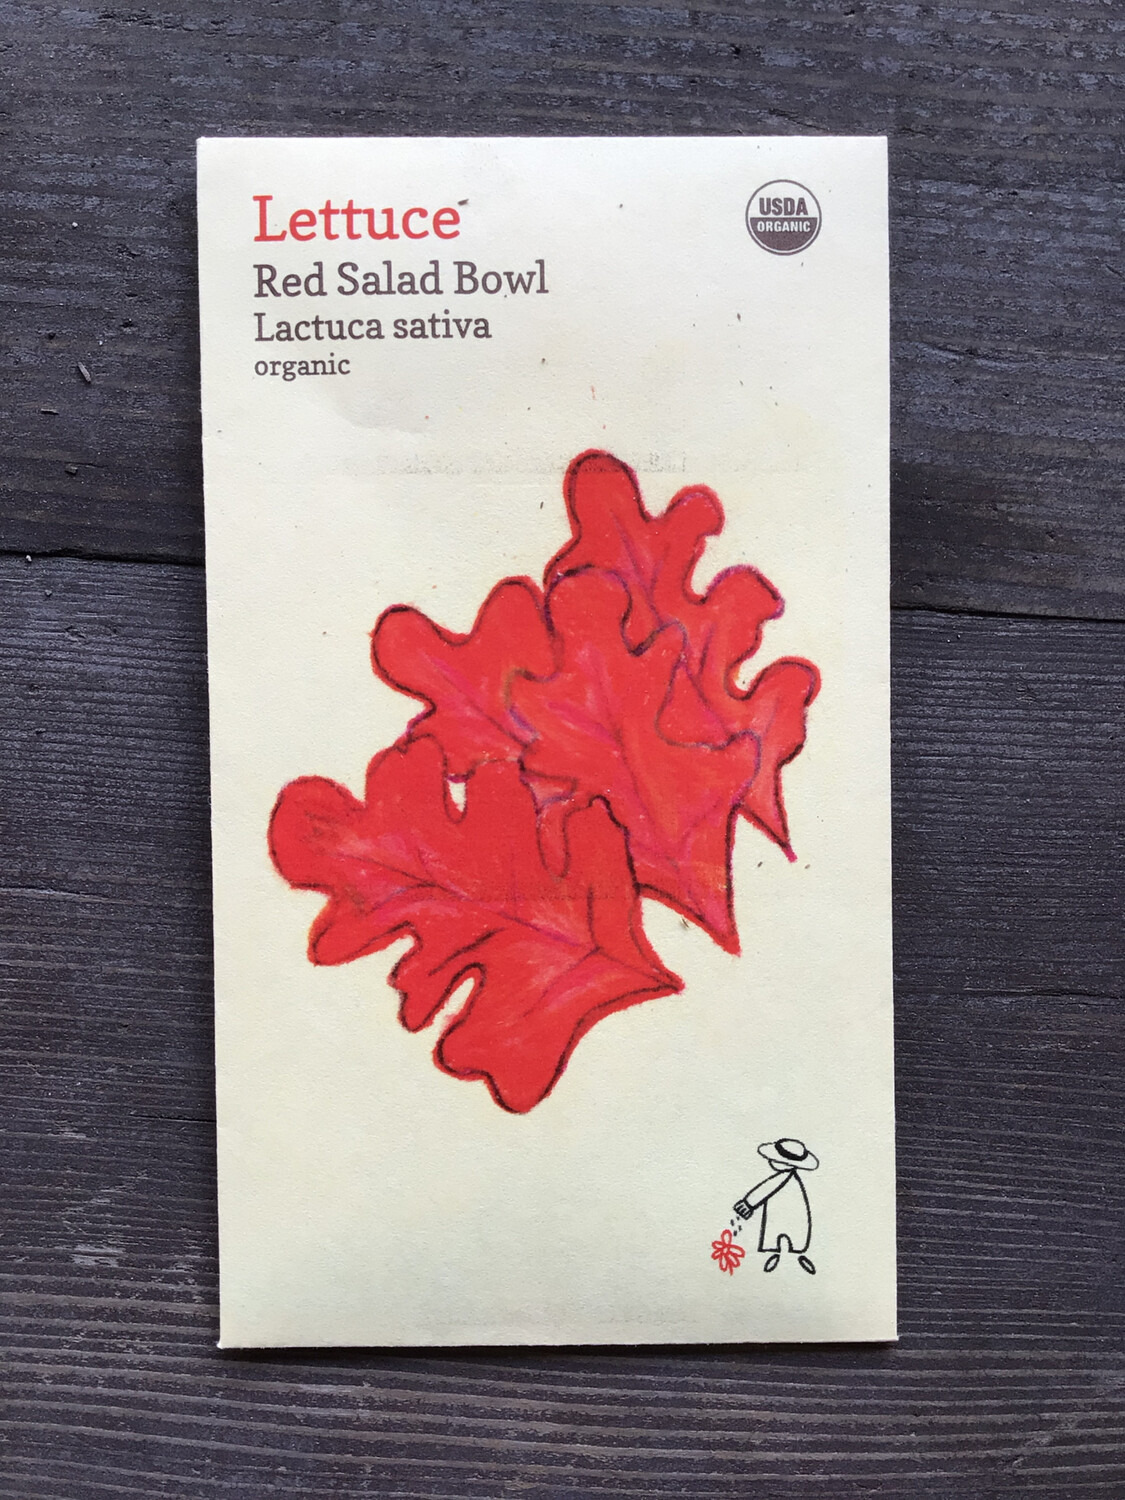 Lettuce
Red Salad Bowl
Lactuca sativa
organic
USDA
ORGANIC